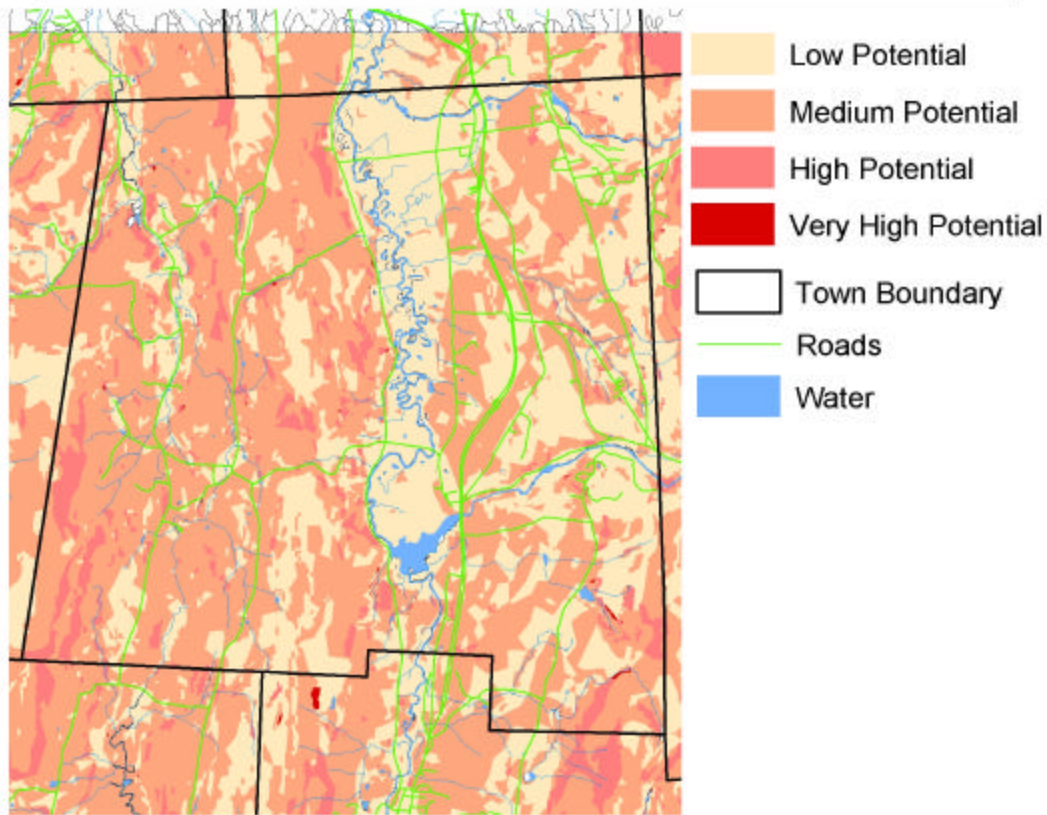 Low Potential
Medium Potential
High Potential
Very High Potential
Town Boundary
Roads
Water